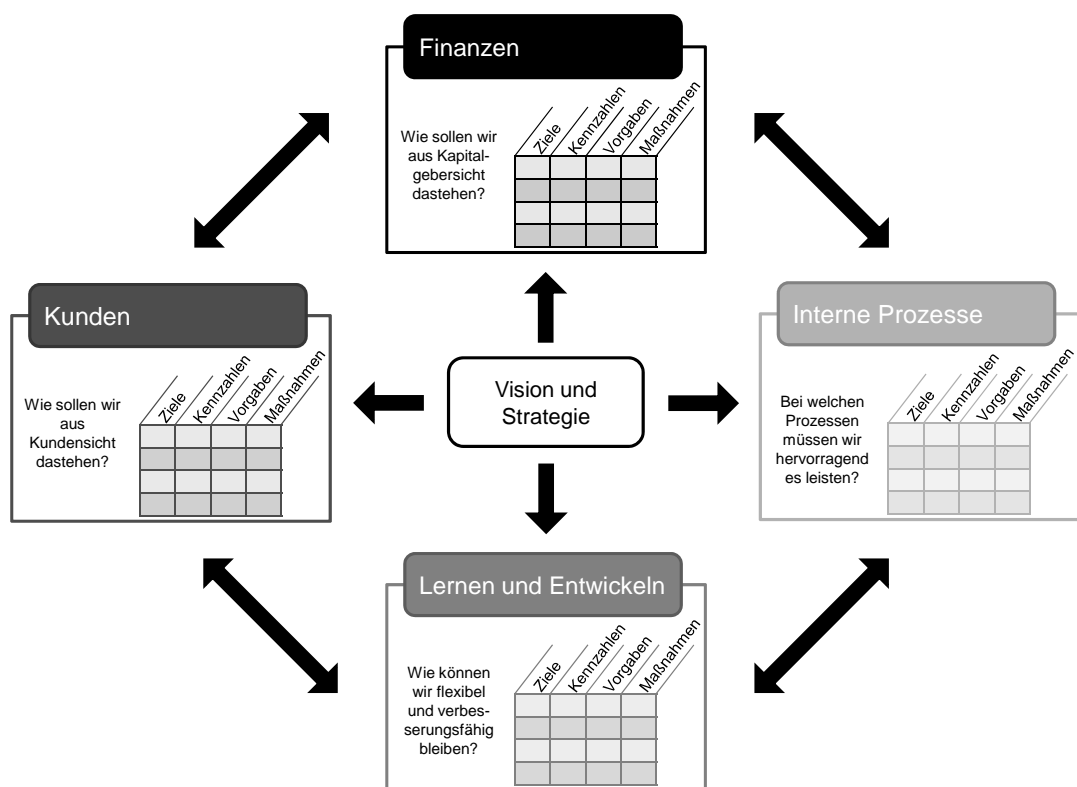 Finanzen
Wie sollen wir
aus Kapital-
gebersicht
dastehen?
Ziele
Kennzahlen
Vorgaben
Maßnahmen
Kunden
Wie sollen wir
aus
Kundensicht
dastehen?
Ziele
Kennzahlen
Vorgaben
Maßnahmen
Vision und
Strategie
Interne Prozesse
Bei welchen
Prozessen
müssen wir
hervorragend
es leisten?
Ziele
Kennzahlen
Vorgaben
Maßnahmen
Lernen und Entwickeln
Wie können
wir flexibel
und verbes-
serungsfähig
bleiben?
Ziele
Kennzahlen
Vorgaben
Maßnahmen